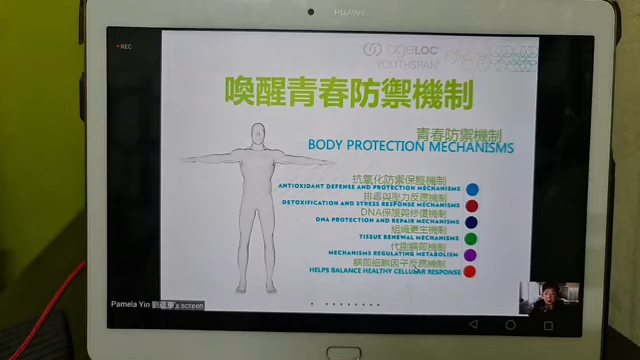 HUAWEI
REC
ageLOC
YOUTHSPAN
喚醒青春防禦機制
青春防禦機制
BODY PROTECTION MECHANISMS
抗氧化防禦保護機制
ANTIOXIDANT DEFENSE AND PROTECTION MECHANISMS
排毒與壓力反應機制
DETOXIFICATION AND STRESS RESPONSE MECHANISMS
DNA保護與修復機制
DNA PROTECTION AND REPAIR MECHANISMS
組織更生機制
TISSUE RENEWAL MECHANISMS
代謝調節機制
MECHANISMS REGULATING METABOLISM
調節細胞因子反應機制
HELPS BALANCE HEALTHY CELLULAR RESPONSE
Pamela Yin 's screen